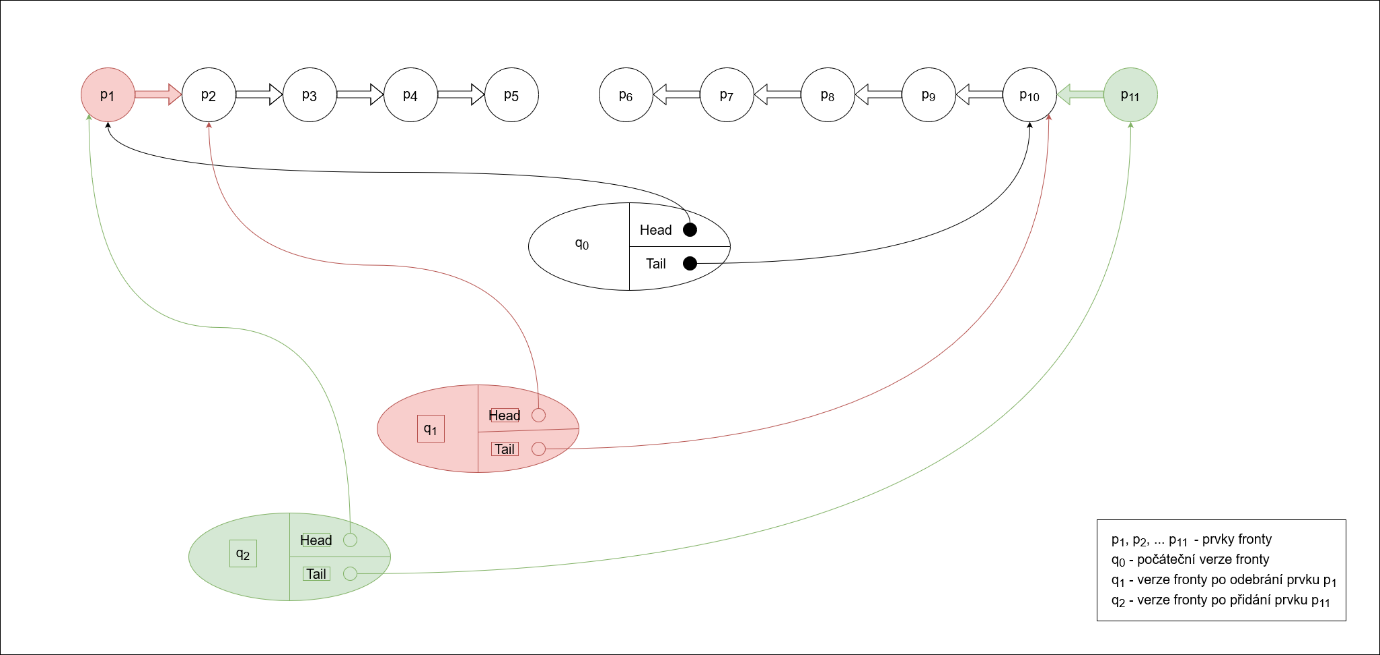 p₁ p₂ p₃ p₄ p₅ p₆ p₇ p₈ p₉ p₁₀ p₁₁
q₀ Head
Tail
q₁ Head
Tail
q₂ Head
Tail
p₁, p₂, ... p₁₁ - prvky fronty
q₀ - počáteční verze fronty
q₁ - verze fronty po odebrání prvku p₁
q₂ - verze fronty po přidání prvku p₁₁